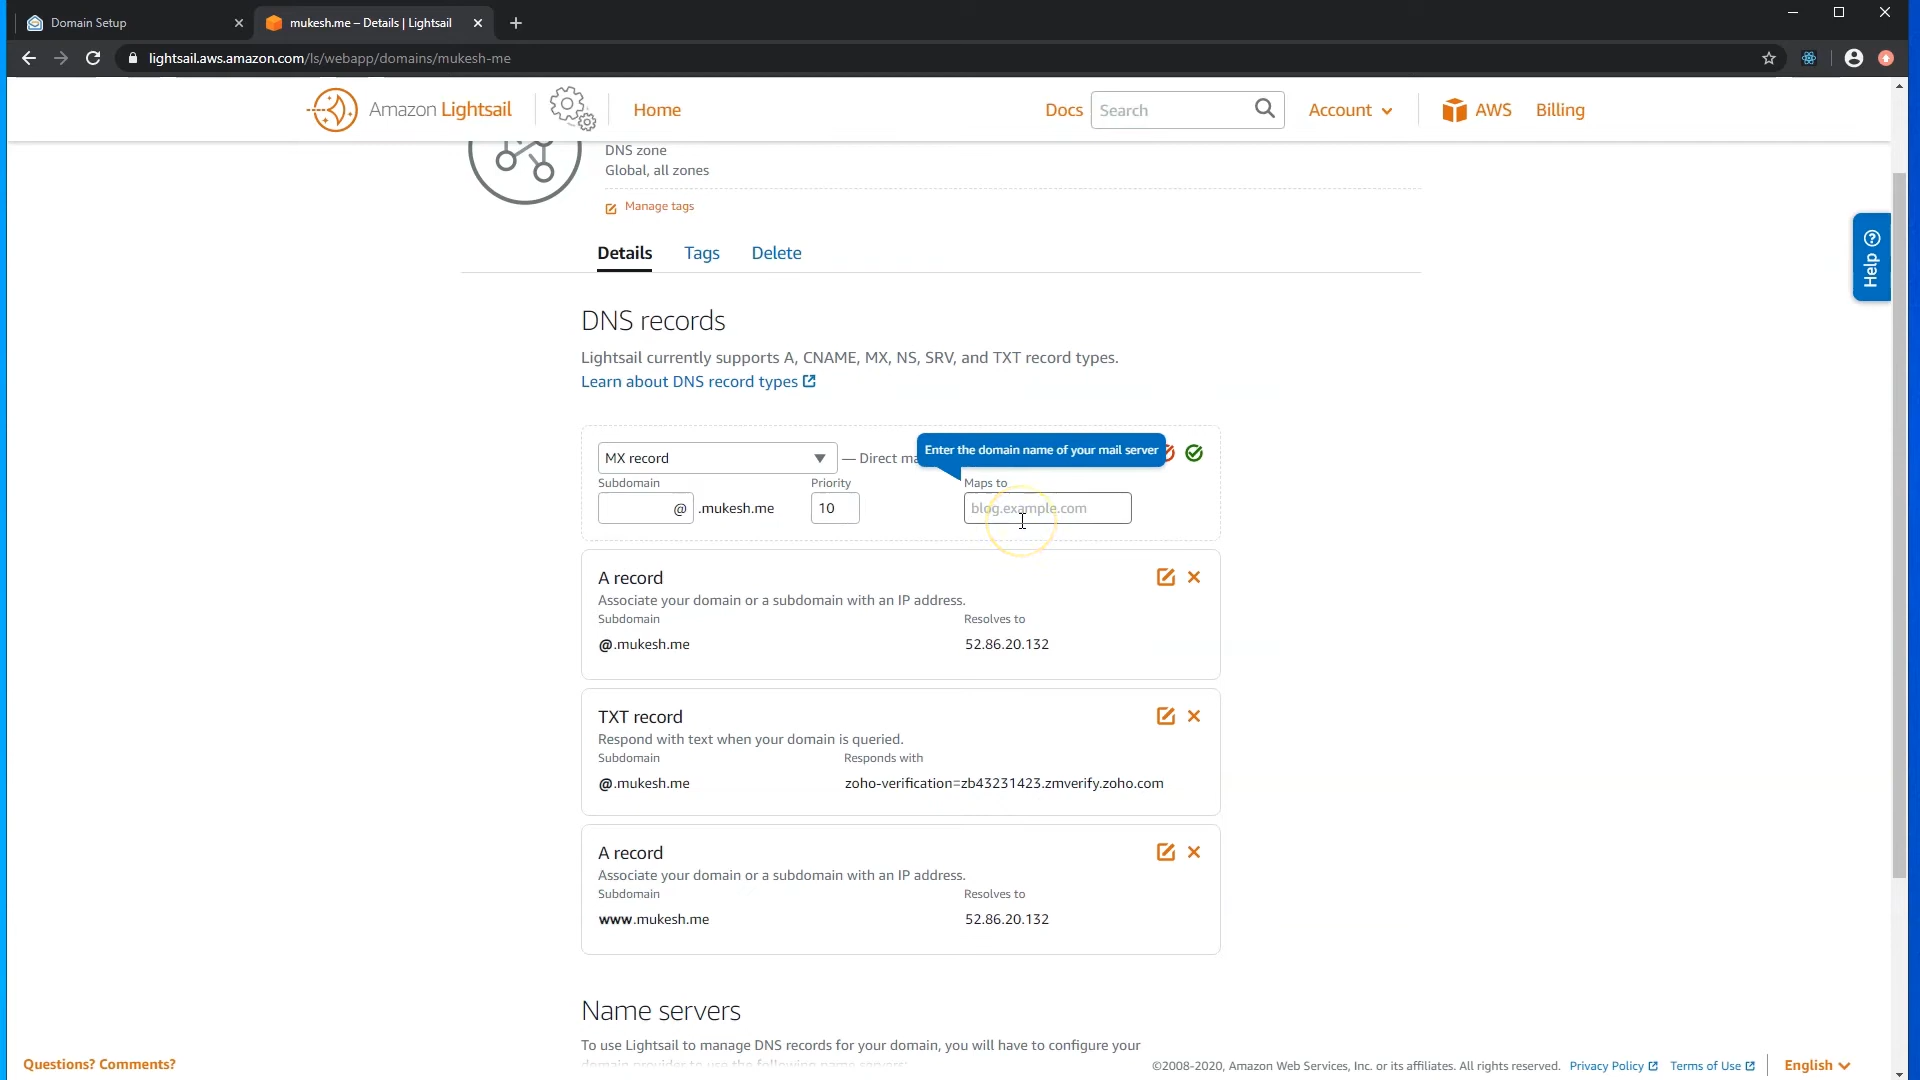 Domain Setup
mukesh.me – Details | Lightsail
lightsail.aws.amazon.com/ls/webapp/domains/mukesh-me
Amazon Lightsail
Home
Docs
Search
Account
AWS
Billing
DNS zone
Global, all zones
Manage tags
Details
Tags
Delete
Help
DNS records
Lightsail currently supports A, CNAME, MX, NS, SRV, and TXT record types.
Learn about DNS record types
Enter the domain name of your mail server
MX record
— Direct ma
Subdomain
Priority
Maps to
@ .mukesh.me
10
blog.example.com
A record
Associate your domain or a subdomain with an IP address.
Subdomain
Resolves to
@.mukesh.me
52.86.20.132
TXT record
Respond with text when your domain is queried.
Subdomain
Responds with
@.mukesh.me
zoho-verification=zb43231423.zmverify.zoho.com
A record
Associate your domain or a subdomain with an IP address.
Subdomain
Resolves to
www.mukesh.me
52.86.20.132
Name servers
To use Lightsail to manage DNS records for your domain, you will have to configure your
domain provider to use the following name servers:
Questions? Comments?
©2008-2020, Amazon Web Services, Inc. or its affiliates. All rights reserved.
Privacy Policy
Terms of Use
English